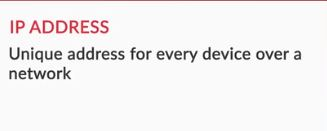 IP ADDRESS
Unique address for every device over a
network